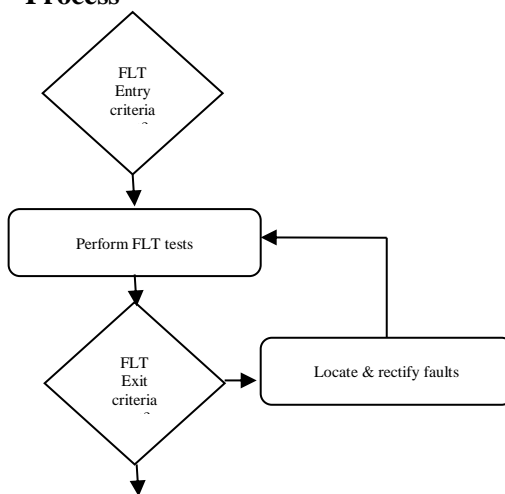 Process
FLT
Entry
criteria
Perform FLT tests
FLT
Exit
criteria
Locate & rectify faults